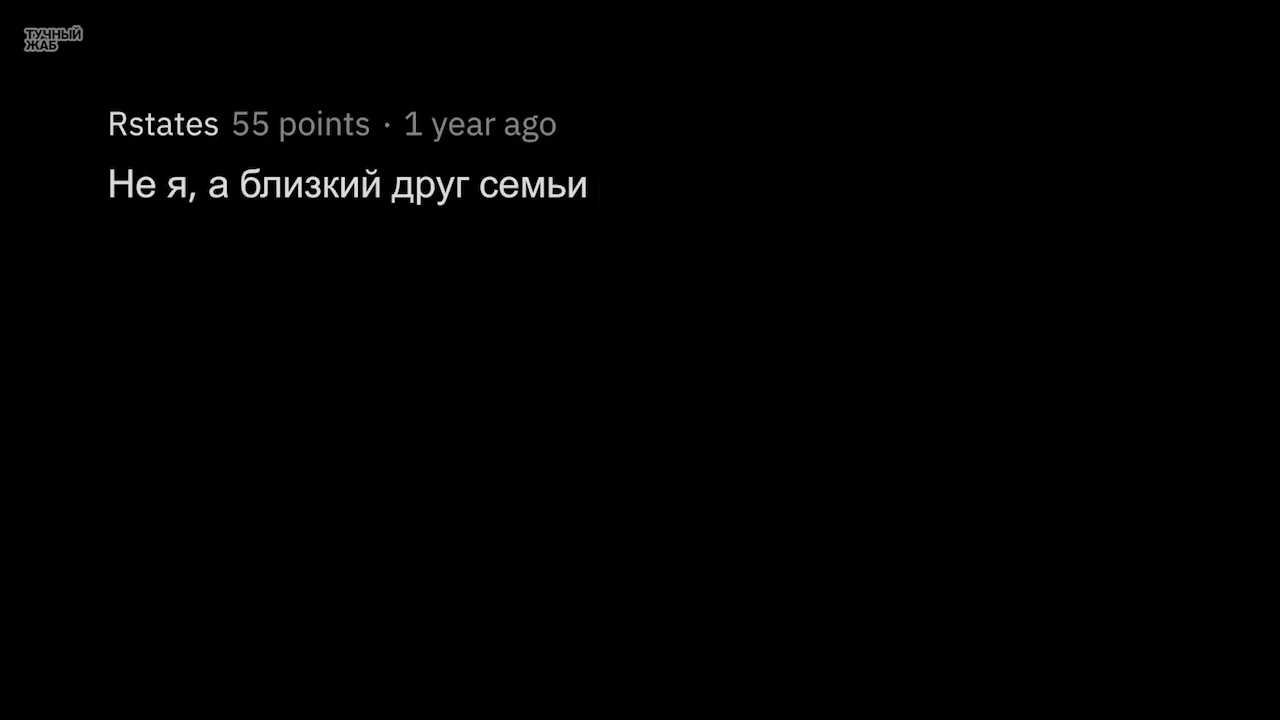 ТУЧНЫЙ
ЖАБ
Rstates 55 points · 1 year ago
Не я, а близкий друг семьи